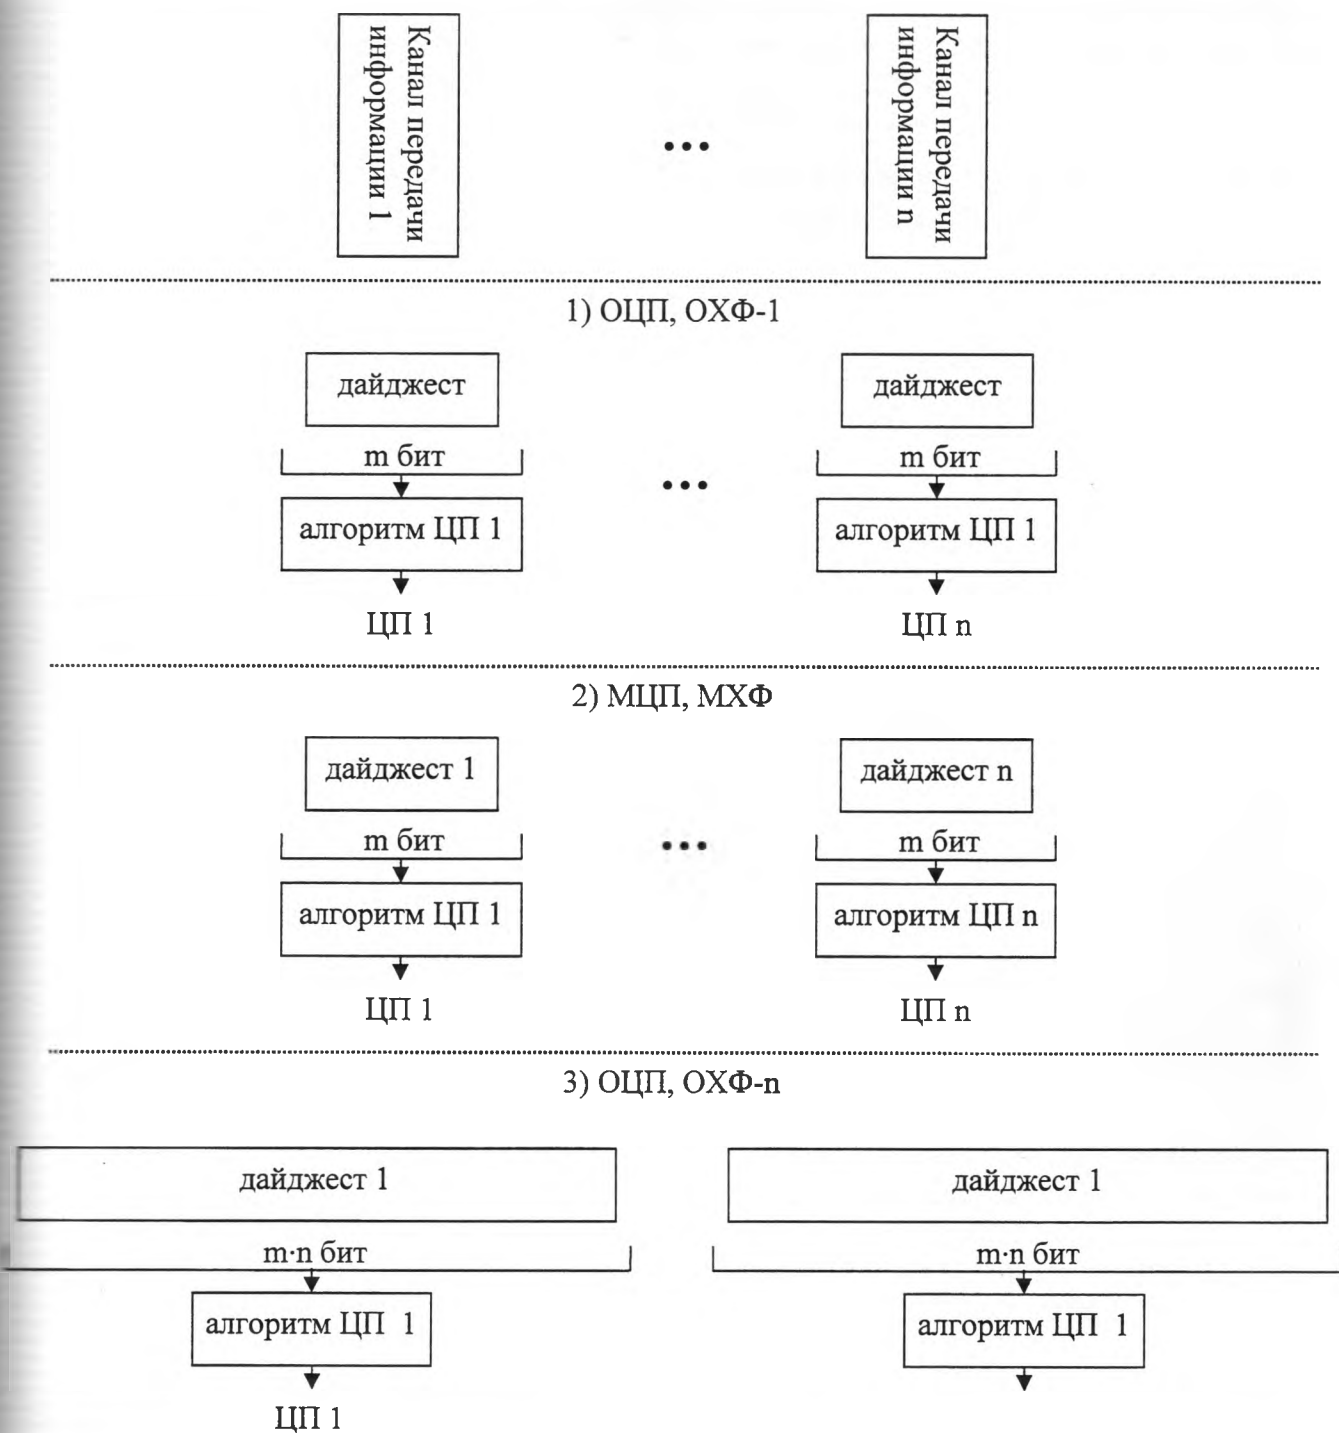 Канал передачи
информации 1
Канал передачи
информации n
1) ОЦП, ОХФ-1
дайджест
дайджест
m бит
m бит
алгоритм ЦП 1
алгоритм ЦП 1
ЦП 1
ЦП n
2) МЦП, МХФ
дайджест 1
дайджест n
m бит
m бит
алгоритм ЦП 1
алгоритм ЦП n
ЦП 1
ЦП n
3) ОЦП, ОХФ-n
дайджест 1
дайджест 1
m·n бит
m·n бит
алгоритм ЦП 1
алгоритм ЦП 1
ЦП 1